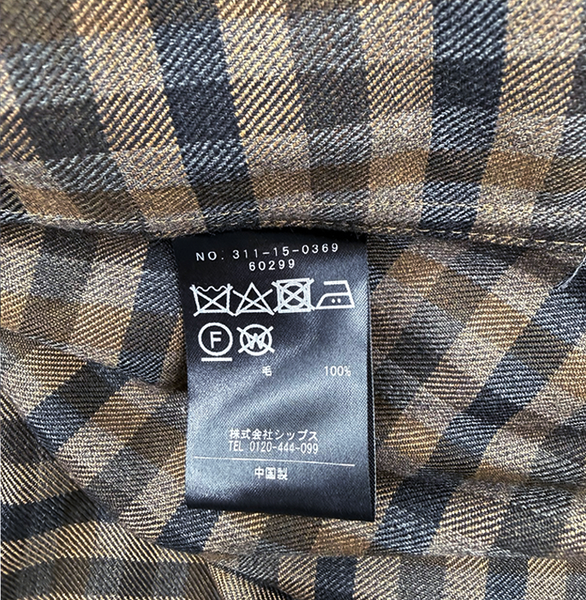 NO. 311-15-0369
60299
F W
毛 100%
株式会社シップス
TEL 0120-444-099
中国製